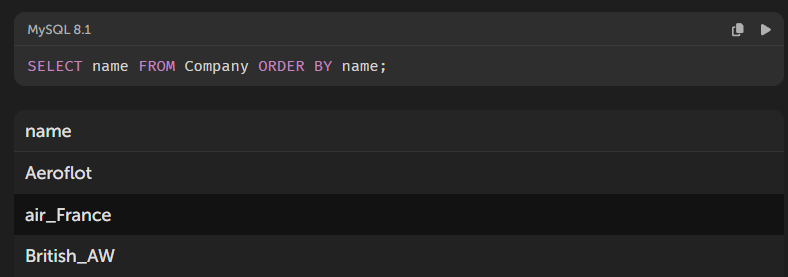 MySQL 8.1
SELECT name FROM Company ORDER BY name;
name
Aeroflot
air_France
British_AW